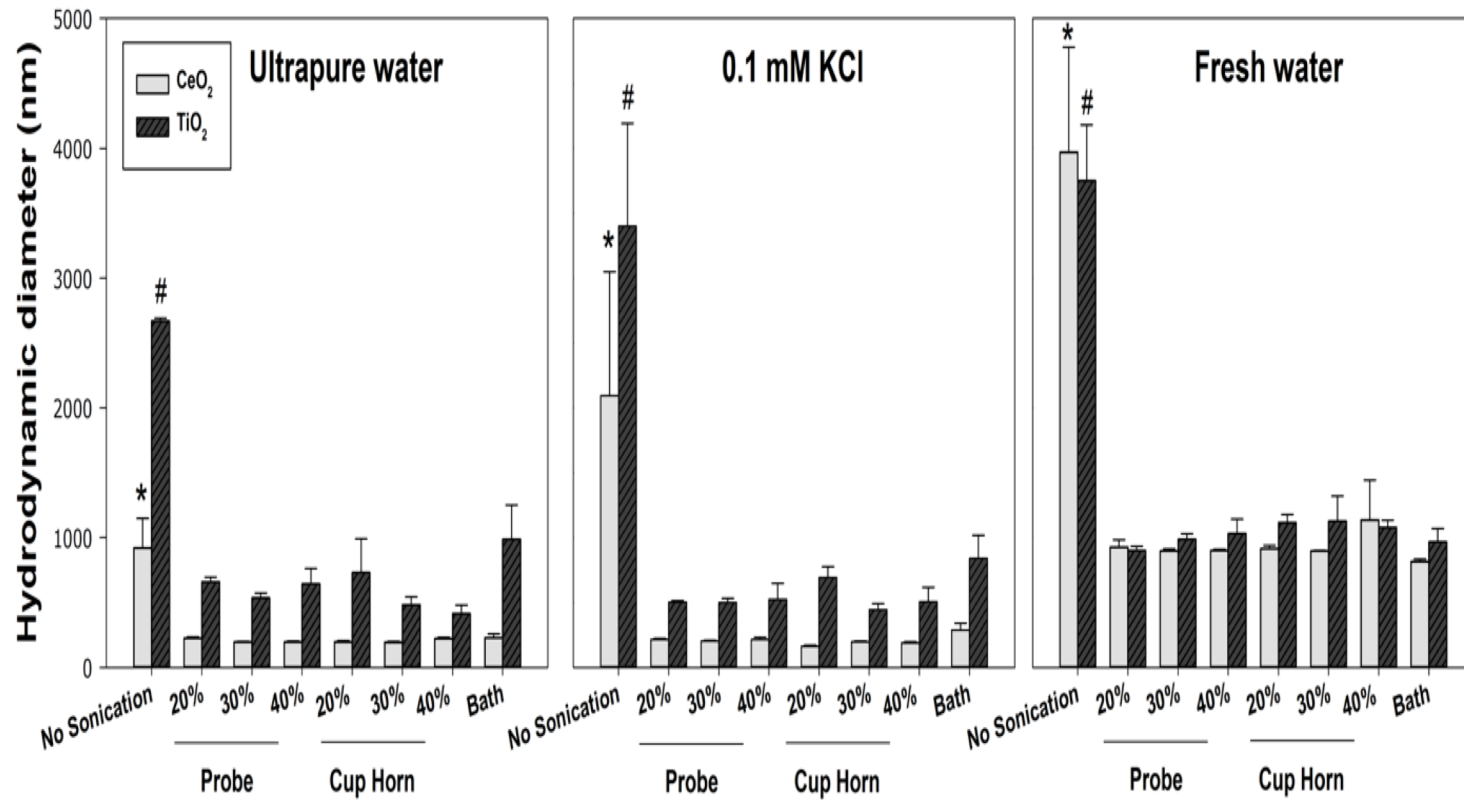 Hydrodynamic diameter (nm)
5000
4000
3000
2000
1000
0
CeO₂
TiO₂
Ultrapure water
*
#
No Sonication 20% 30% 40% 20% 30% 40% Bath
Probe Cup Horn
0.1 mM KCl
*
#
No Sonication 20% 30% 40% 20% 30% 40% Bath
Probe Cup Horn
Fresh water
*
#
No Sonication 20% 30% 40% 20% 30% 40% Bath
Probe Cup Horn